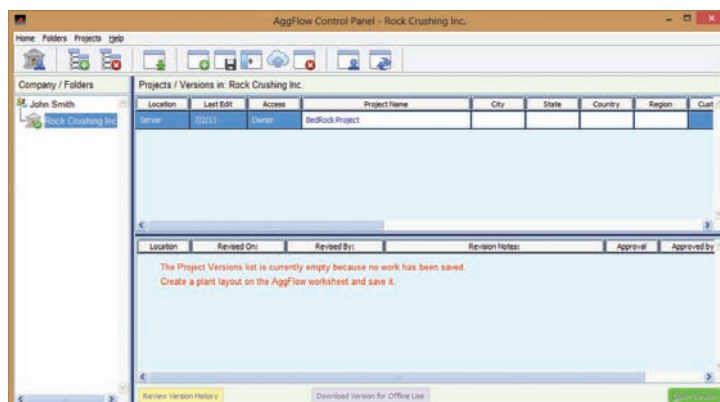 AggFlow Control Panel - Rock Crushing Inc.
Home Folders Projects Help
Company / Folders
Projects / Versions in: Rock Crushing Inc.
John Smith
Rock Crushing Inc
Location Last Edit Access Project Name City State Country Region Cust
Server 7/2/13 Owner BedRock Project
Location Revised On: Revised By: Revision Notes: Approval Approved by
The Project Versions list is currently empty because no work has been saved.
Create a plant layout on the AggFlow worksheet and save it.
Review Version History Download Version for Offline Use